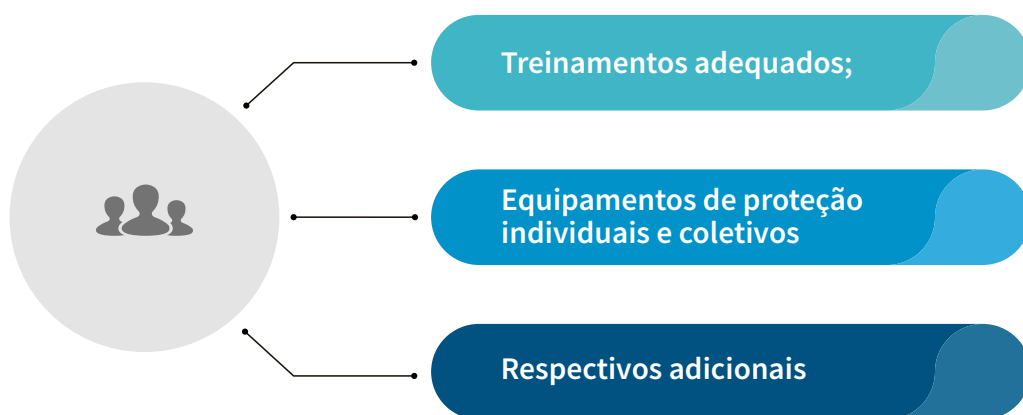 Treinamentos adequados;
Equipamentos de proteção
individuais e coletivos
Respectivos adicionais